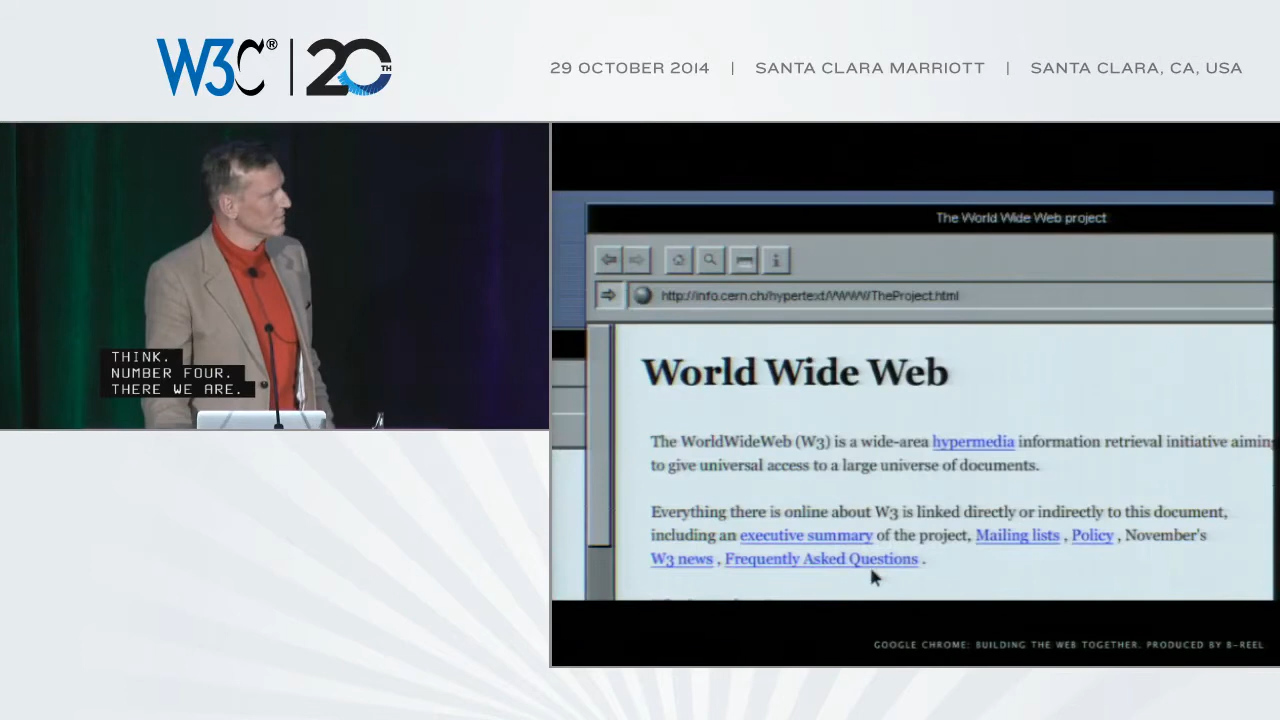 W3C® | 20TH
29 OCTOBER 2014 | SANTA CLARA MARRIOTT | SANTA CLARA, CA, USA
THINK.
NUMBER FOUR.
THERE WE ARE.
The World Wide Web project
http://info.cern.ch/hypertext/WWW/TheProject.html
World Wide Web
The WorldWideWeb (W3) is a wide-area hypermedia information retrieval initiative aiming
to give universal access to a large universe of documents.
Everything there is online about W3 is linked directly or indirectly to this document,
including an executive summary of the project, Mailing lists , Policy , November's
W3 news , Frequently Asked Questions .
GOOGLE CHROME: BUILDING THE WEB TOGETHER. PRODUCED BY B-REEL